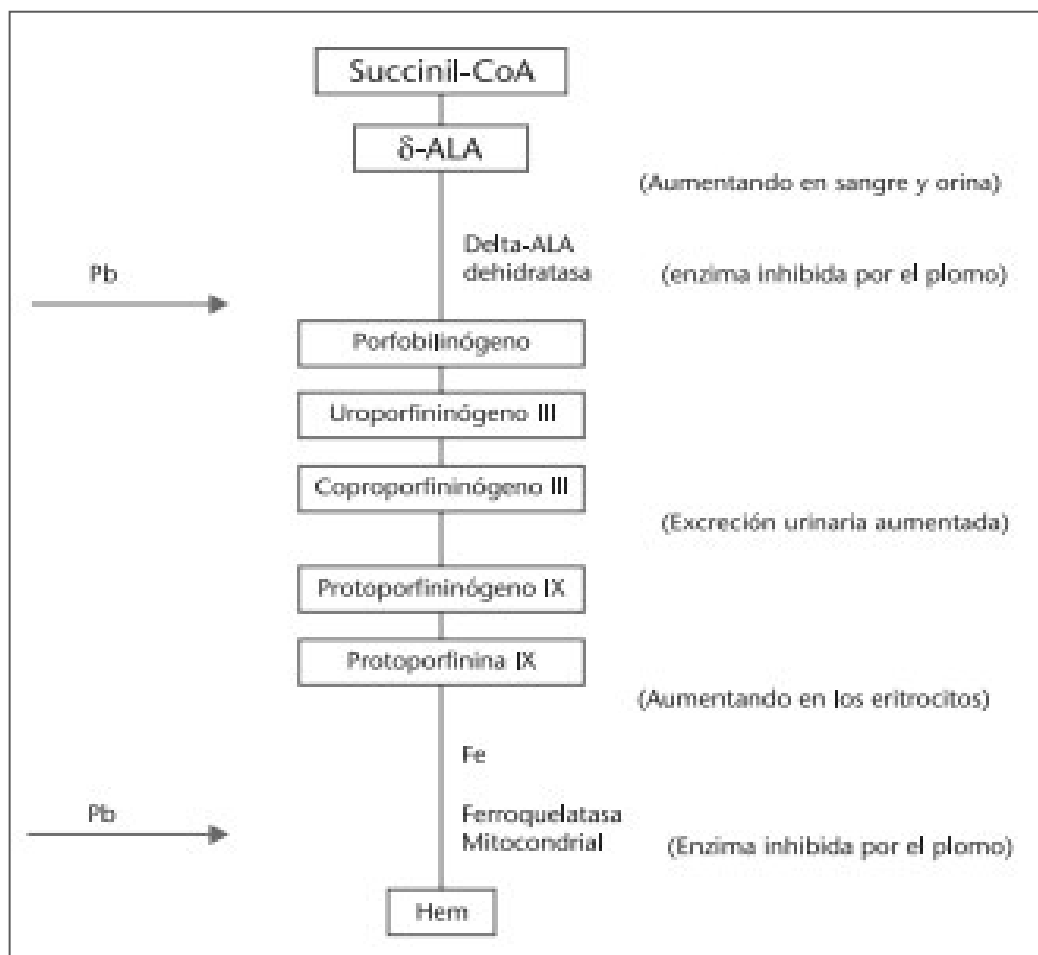 Succinil-CoA
δ-ALA
(Aumentando en sangre y orina)
Delta-ALA
dehidratasa
(enzima inhibida por el plomo)
Pb
Porfobilinógeno
Uroporfininógeno III
Coproporfininógeno III
(Excreción urinaria aumentada)
Protoporfininógeno IX
Protoporfinina IX
(Aumentando en los eritrocitos)
Fe
Pb
Ferroquelatasa
Mitocondrial
(Enzima inhibida por el plomo)
Hem